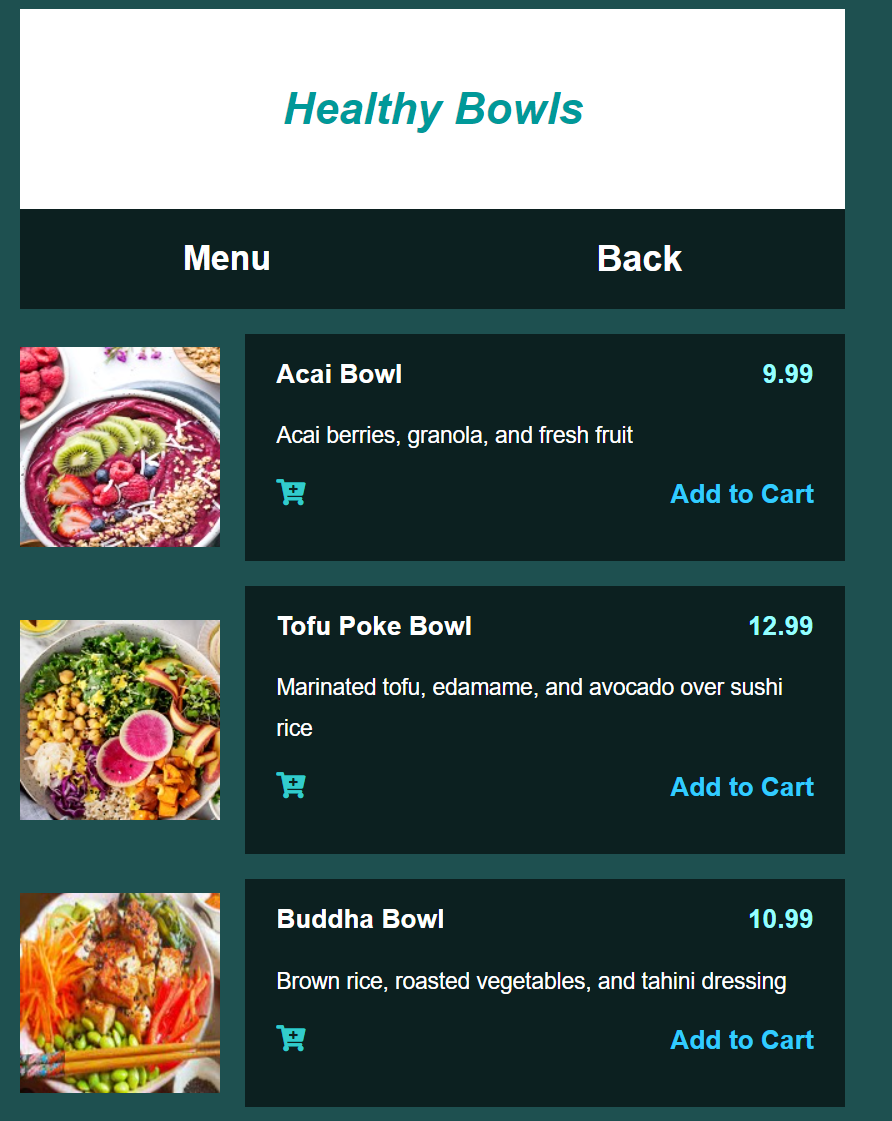 Healthy Bowls
Menu
Back
Acai Bowl
9.99
Acai berries, granola, and fresh fruit
Add to Cart
Tofu Poke Bowl
12.99
Marinated tofu, edamame, and avocado over sushi
rice
Add to Cart
Buddha Bowl
10.99
Brown rice, roasted vegetables, and tahini dressing
Add to Cart